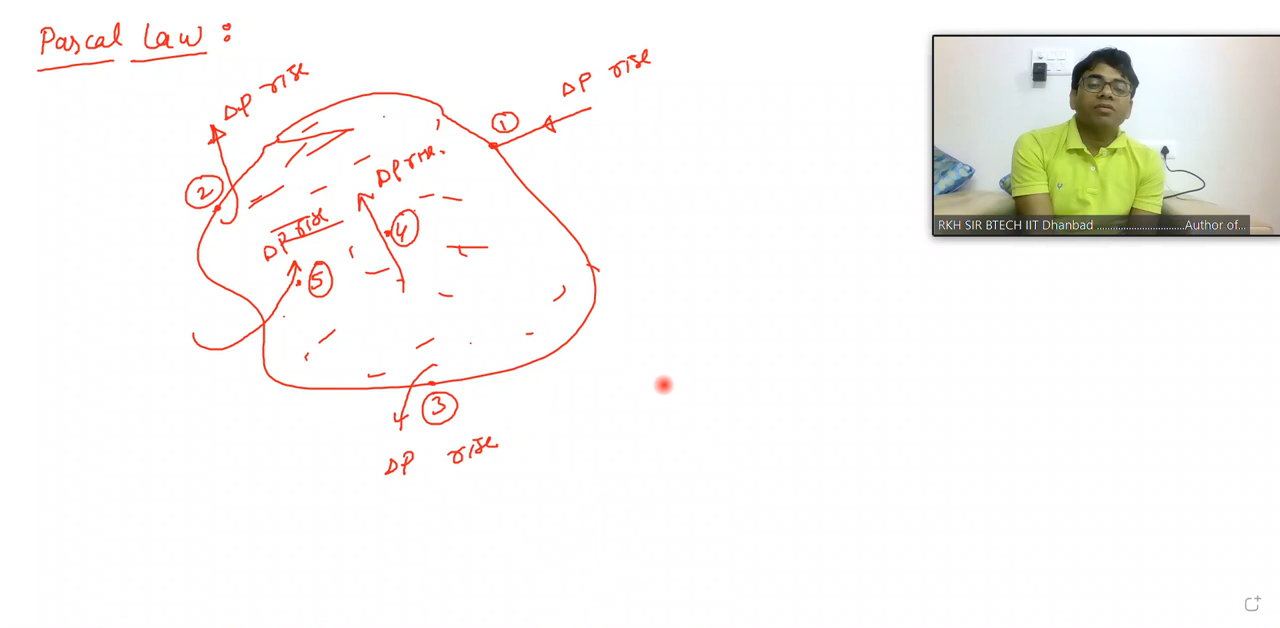 Pascal Law :
ΔP rise
ΔP rise
①
②
ΔP rise.
④
ΔP rise
⑤
③
ΔP rise
RKH SIR BTECH IIT Dhanbad ..................................Author of...